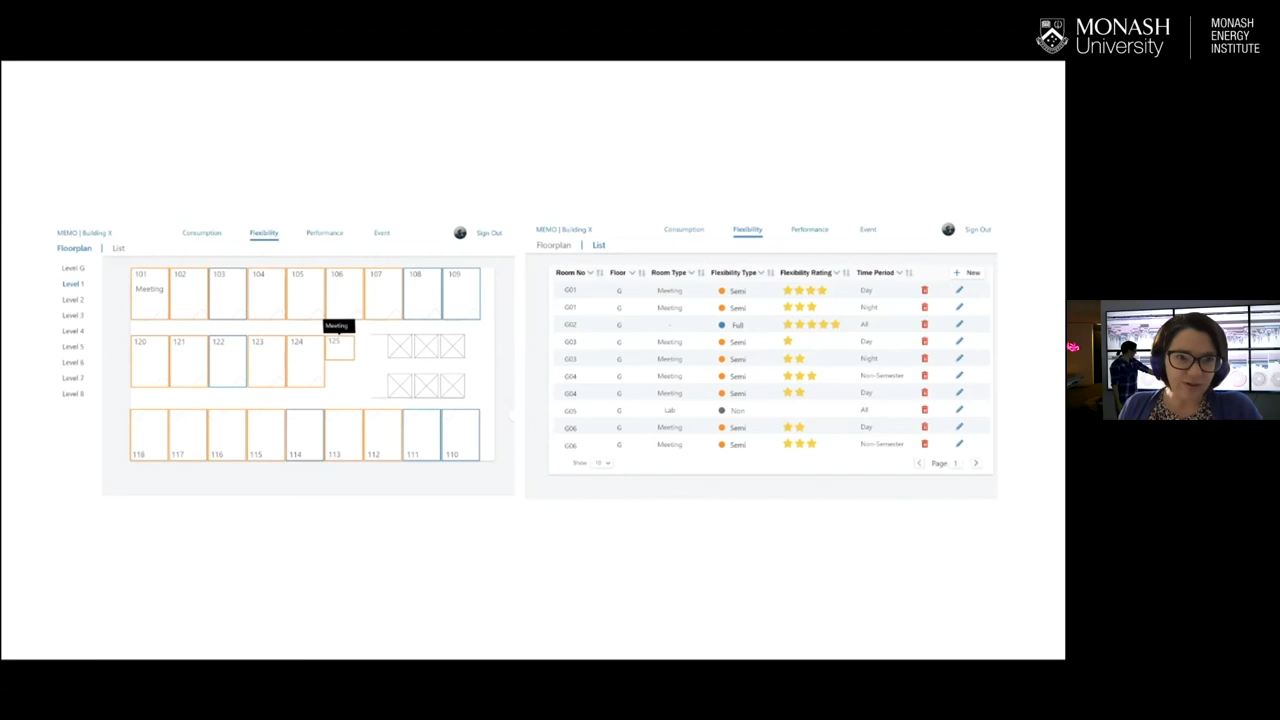 MONASH University
MONASH ENERGY INSTITUTE
MEMO | Building X Consumption Flexibility Performance Event Sign Out
Floorplan | List
Level G
Level 1
Level 2
Level 3
Level 4
Level 5
Level 6
Level 7
Level 8
101 102 103 104 105 106 107 108 109
Meeting
Meeting
120 121 122 123 124 125
118 117 116 115 114 113 112 111 110
MEMO | Building X Consumption Flexibility Performance Event Sign Out
Floorplan | List
Room No Floor Room Type Flexibility Type Flexibility Rating Time Period + New
G01 G Meeting Semi Day
G01 G Meeting Semi Night
G02 G - Full All
G03 G Meeting Semi Day
G03 G Meeting Semi Night
G04 G Meeting Semi Non-Semester
G04 G Meeting Semi Day
G05 G Lab Non All
G06 G Meeting Semi Day
G06 G Meeting Semi Non-Semester
Show 10 Page 1